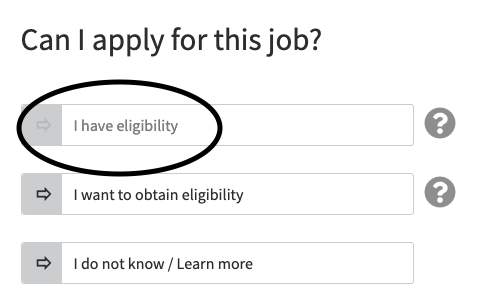 Can I apply for this job?
I have eligibility
?
I want to obtain eligibility
?
I do not know / Learn more